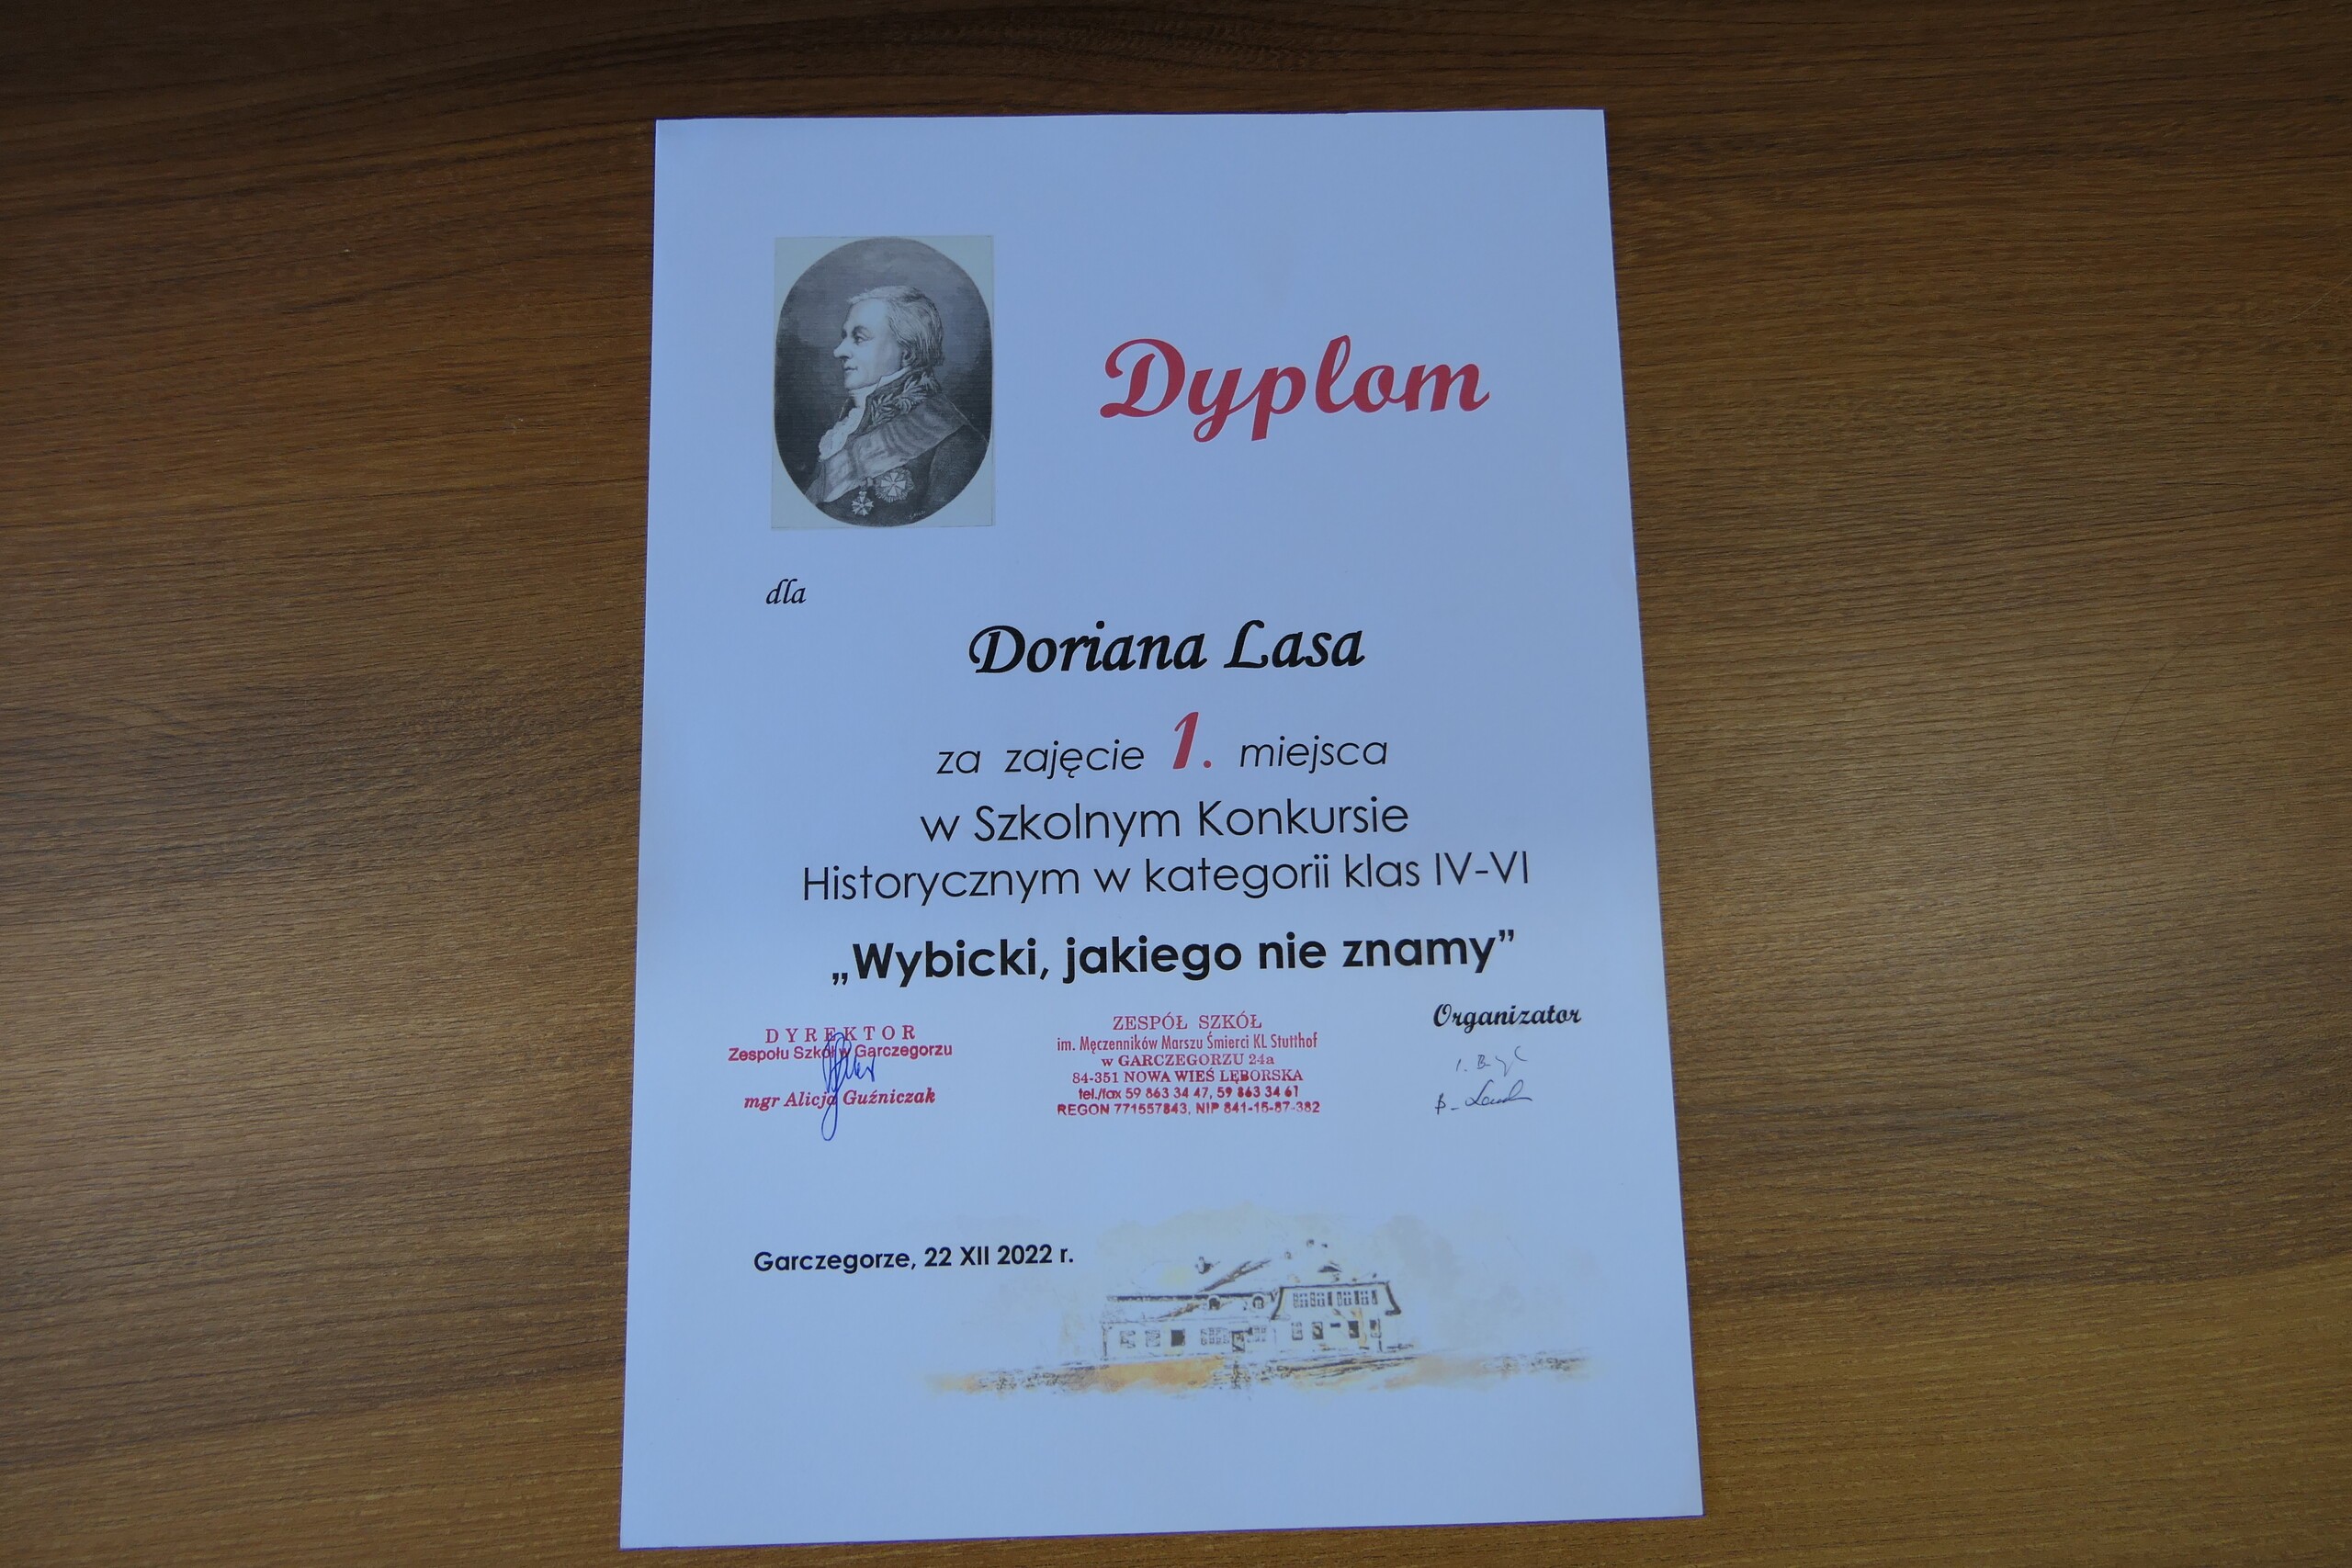 Dyplom
dla
Doriana Lasa
za zajęcie 1. miejsca
w Szkolnym Konkursie
Historycznym w kategorii klas IV-VI
„Wybicki, jakiego nie znamy”
DYREKTOR
Zespołu Szkół w Garczegorzu
mgr Alicja Guźniczak
ZESPÓŁ SZKÓŁ
im. Męczenników Marszu Śmierci KL Stutthof
w GARCZEGORZU 24a
84-351 NOWA WIEŚ LĘBORSKA
tel./fax 59 863 34 47, 59 863 34 61
REGON 771557843, NIP 841-15-87-382
Organizator
Garczegorze, 22 XII 2022 r.